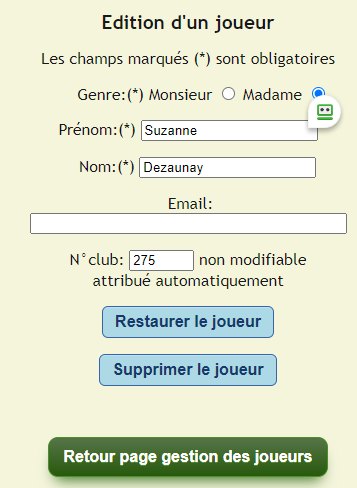 Edition d'un joueur
Les champs marqués (*) sont obligatoires
Genre:(*) Monsieur Madame
Prénom:(*) Suzanne
Nom:(*) Dezaunay
Email:
N°club: 275 non modifiable
attribué automatiquement
Restaurer le joueur
Supprimer le joueur
Retour page gestion des joueurs